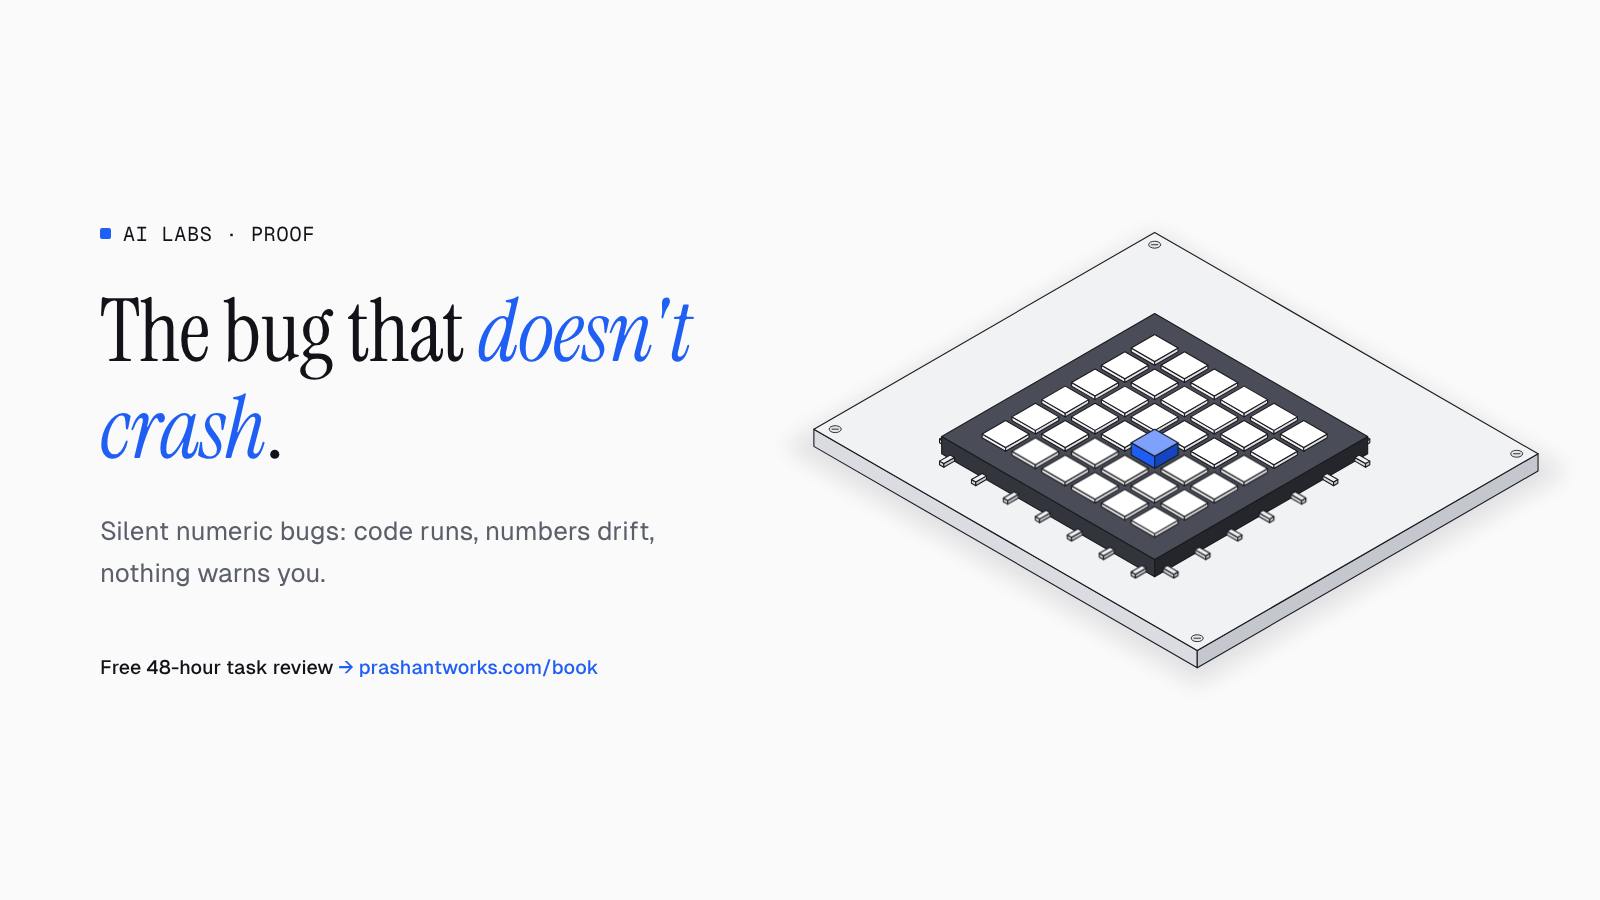 AI LABS · PROOF
The bug that doesn't
crash.
Silent numeric bugs: code runs, numbers drift,
nothing warns you.
Free 48-hour task review → prashantworks.com/book